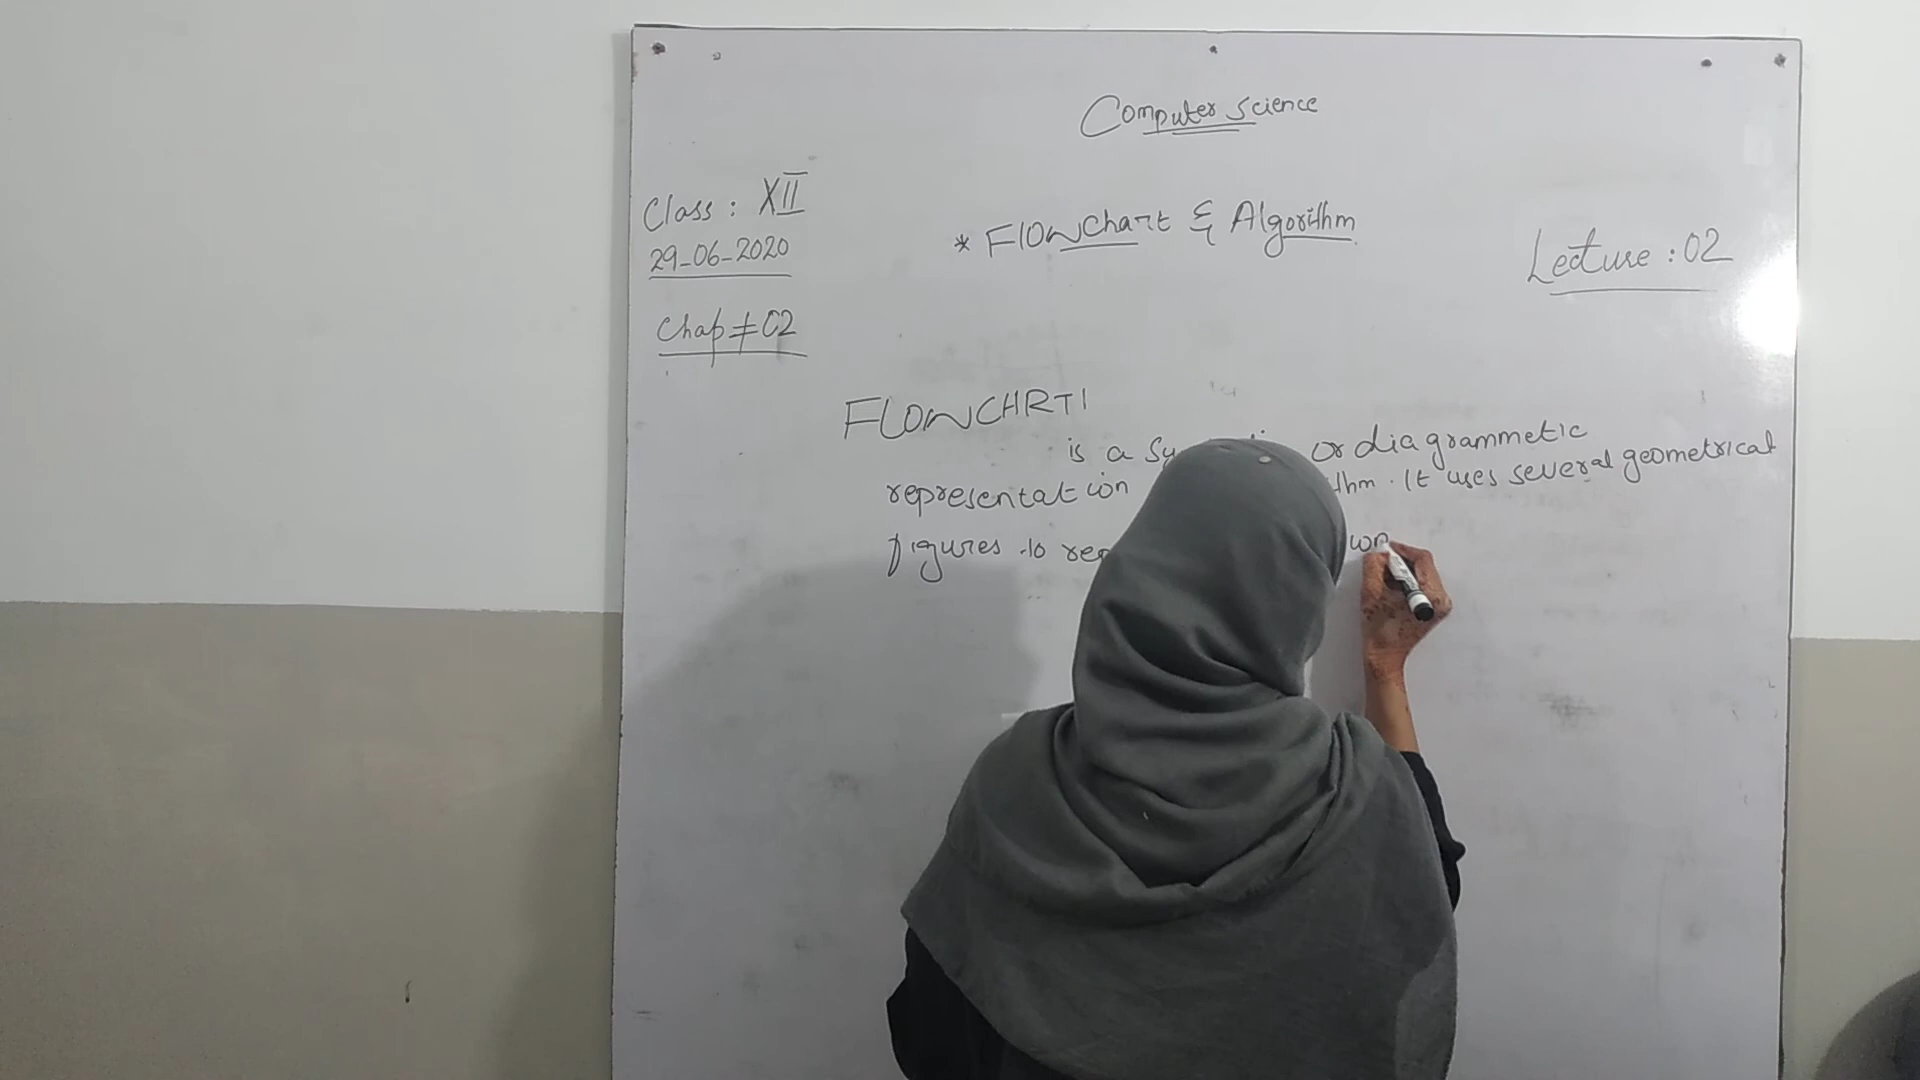 Computer Science
Class : XII
29-06-2020
* Flowchart & Algorithm
Lecture : 02
Chap # 02
FLOWCHRT
is a or diagrammetic
representation . It uses several geometrical
figures to